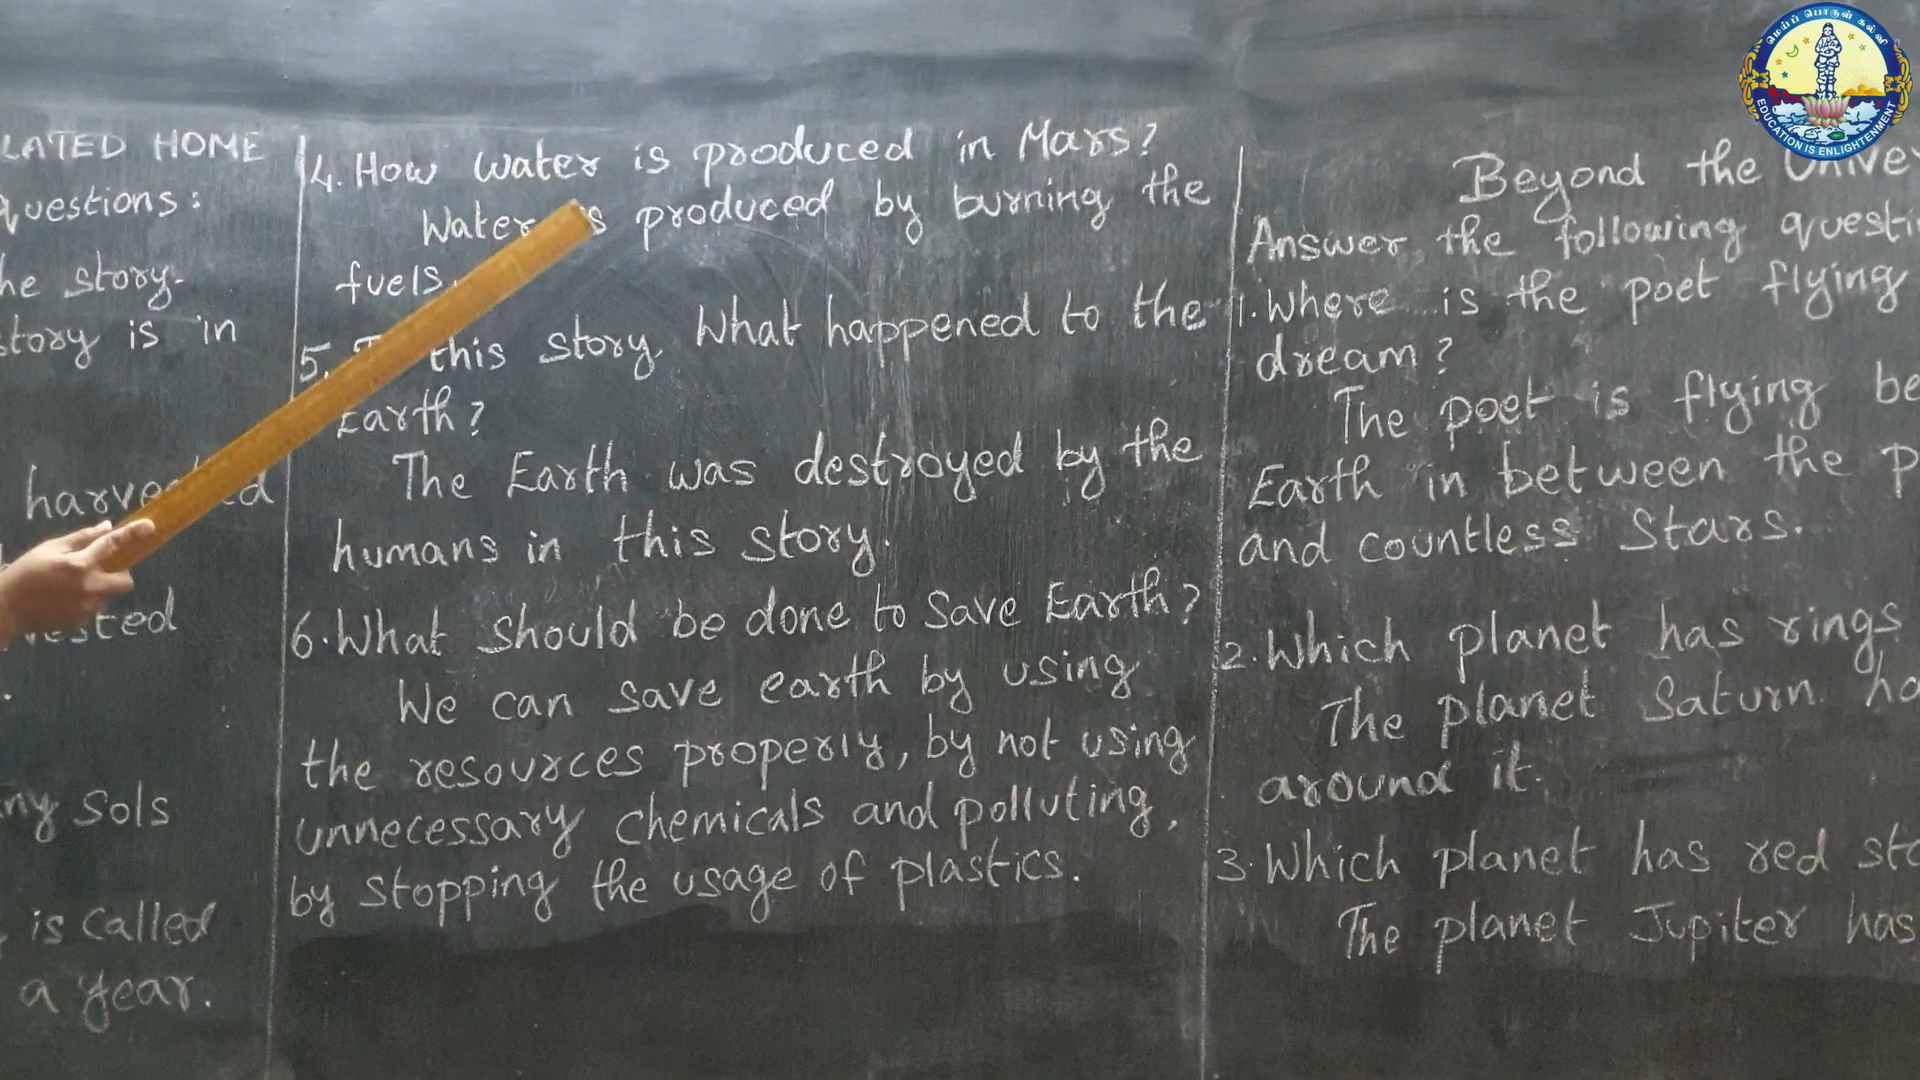 LATED HOME
questions:
he story.
story is in
harvested
vested
ny Sols
is called
a year.
4. How water is produced in Mars?
Water is produced by burning the
fuels.
5. this story, What happened to the
Earth?
The Earth was destroyed by the
humans in this story.
6. What should be done to save Earth?
We can save earth by using
the resources properly, by not using
unnecessary chemicals and polluting,
by stopping the usage of plastics.
Beyond the Unive
Answer the following questi
1. Where is the poet flying
dream?
The poet is flying be
Earth in between the p
and countless Stars.
2. Which planet has rings
The planet Saturn ha
around it.
3. Which planet has red sto
The planet Jupiter has
மெய்ப் பொருள் கல்வி
EDUCATION IS ENLIGHTENMENT